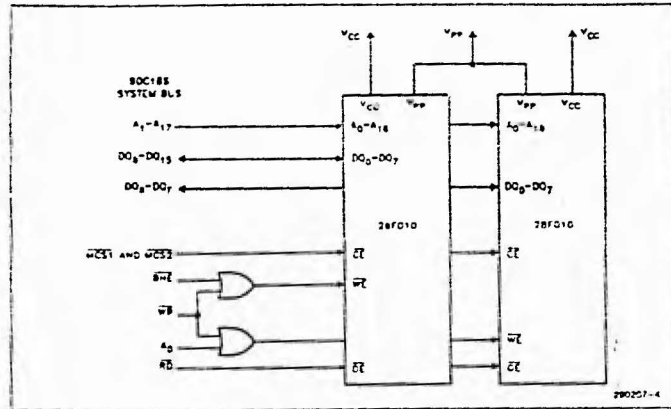 VCC VPP VCC
80C186
SYSTEM BUS
VCC VPP VPP VCC
A1-A17 A0-A16 A0-A16
DQ8-DQ15 DQ0-DQ7
DQ0-DQ7 DQ0-DQ7
28F010 28F010
MCS1 AND MCS2 CE CE
BHE WE
WR
WE
A0
RD
290207-4